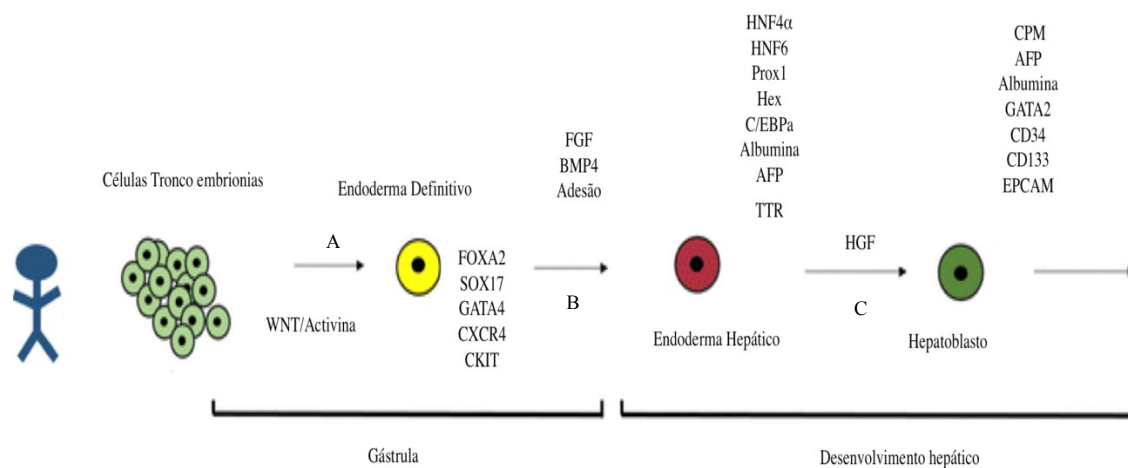 HNF4α
HNF6
Prox1
Hex
C/EBPa
Albumina
AFP
TTR
CPM
AFP
Albumina
GATA2
CD34
CD133
EPCAM
FGF
BMP4
Adesão
Células Tronco embrionias
Endoderma Definitivo
A
WNT/Activina
FOXA2
SOX17
GATA4
CXCR4
CKIT
B
HGF
C
Endoderma Hepático
Hepatoblasto
Gástrula
Desenvolvimento hepático